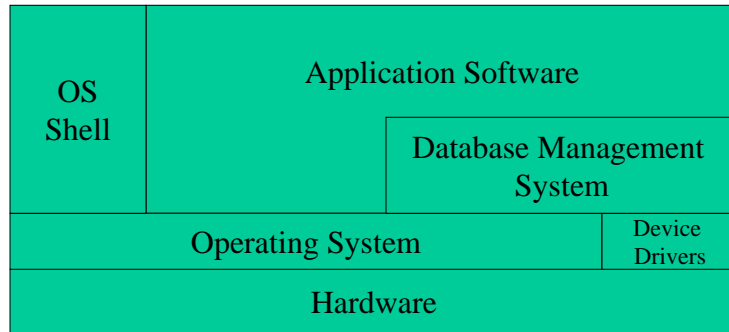 OS
Shell
Application Software
Database Management
System
Operating System
Device
Drivers
Hardware